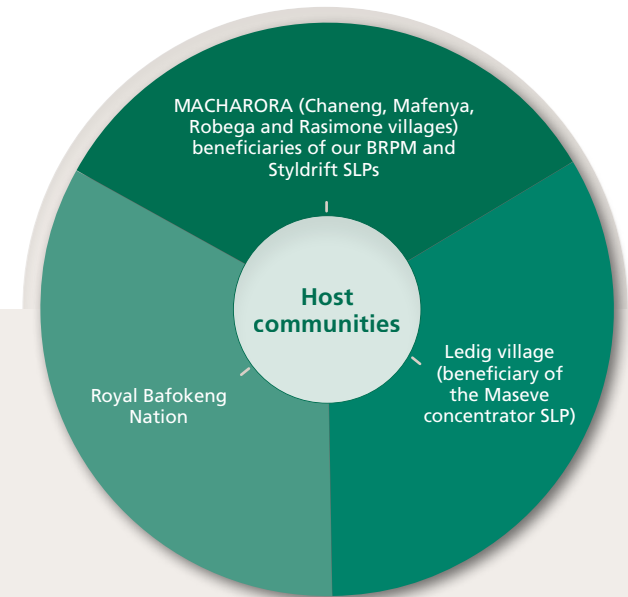 MACHARORA (Chaneng, Mafenya,
Robega and Rasimone villages)
beneficiaries of our BRPM and
Styldrift SLPs
Host
communities
Ledig village
(beneficiary of
the Maseve
concentrator SLP)
Royal Bafokeng
Nation